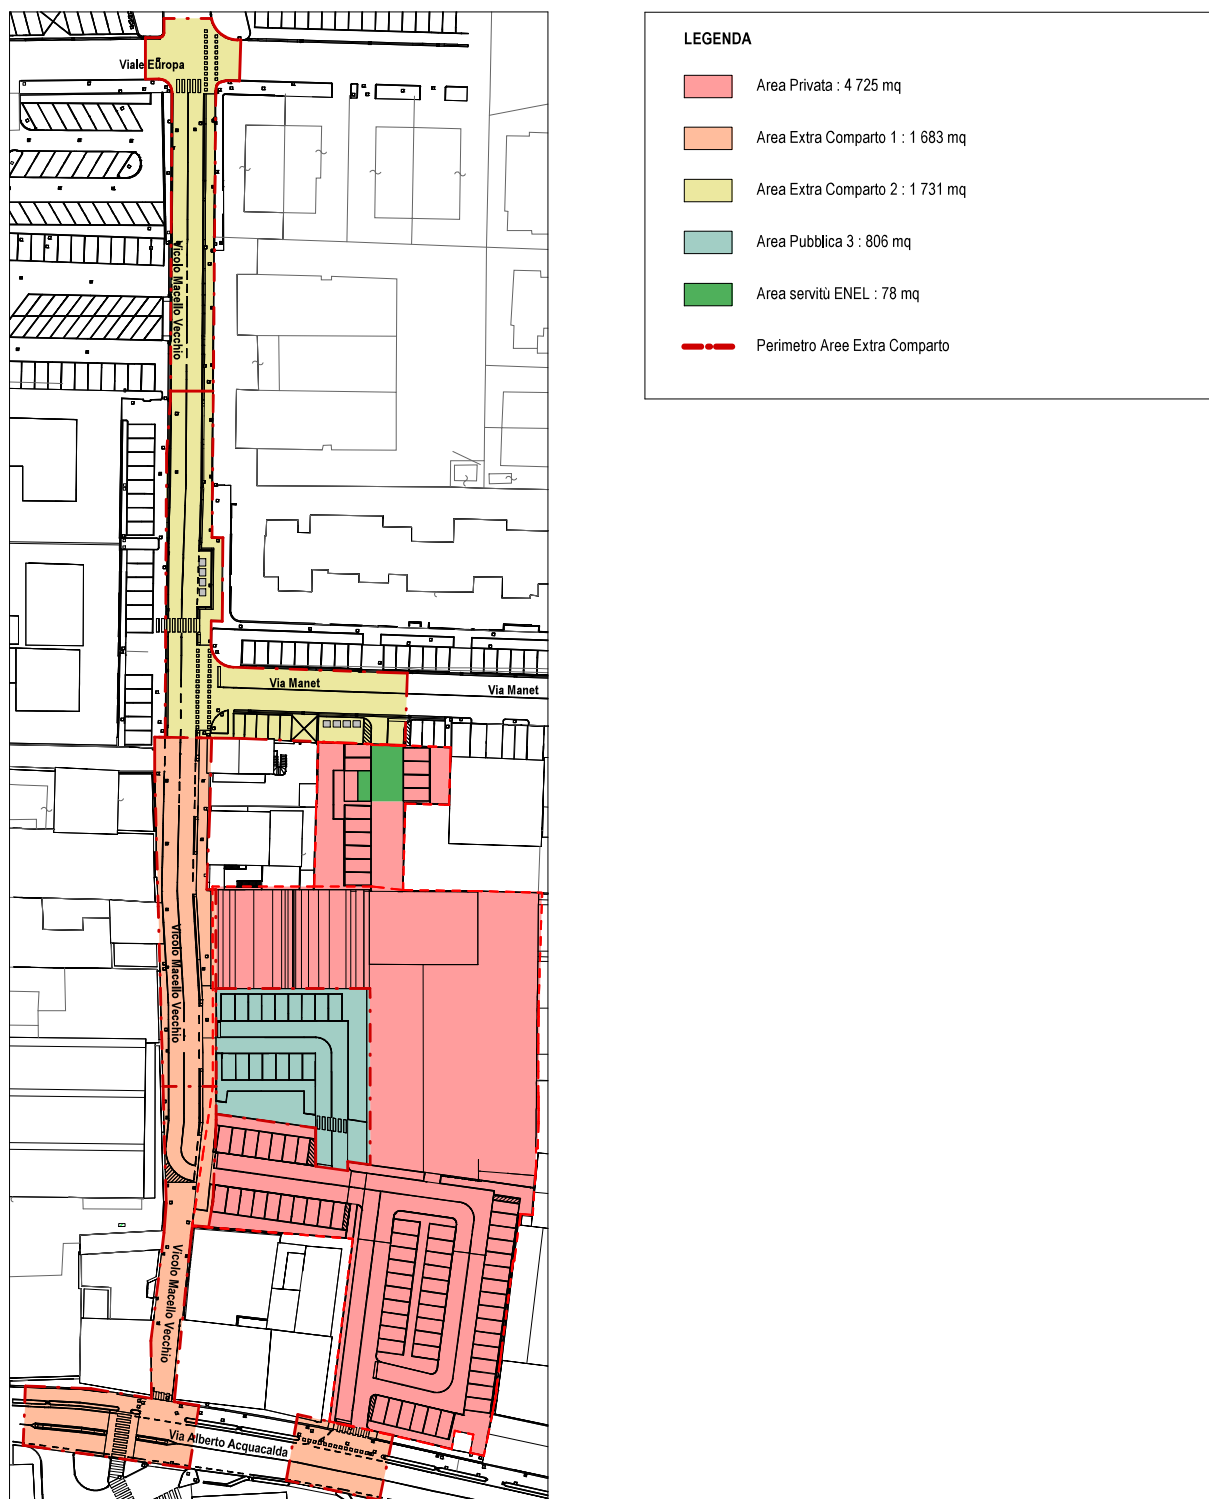 LEGENDA
Area Privata : 4 725 mq
Area Extra Comparto 1 : 1 683 mq
Area Extra Comparto 2 : 1 731 mq
Area Pubblica 3 : 806 mq
Area servitù ENEL : 78 mq
Perimetro Aree Extra Comparto
Viale Europa
Vicolo Macello Vecchio
Via Manet
Via Manet
Vicolo Macello Vecchio
Vicolo Macello Vecchio
Via Alberto Acquacalda